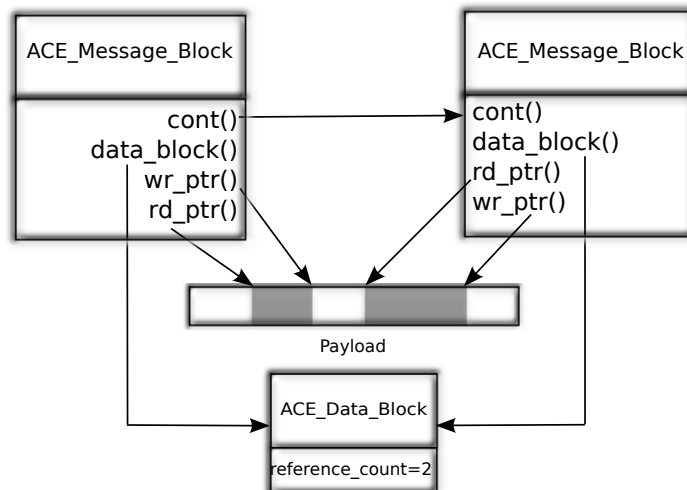 ACE_Message_Block
cont()
data_block()
wr_ptr()
rd_ptr()
ACE_Message_Block
cont()
data_block()
rd_ptr()
wr_ptr()
Payload
ACE_Data_Block
reference_count=2